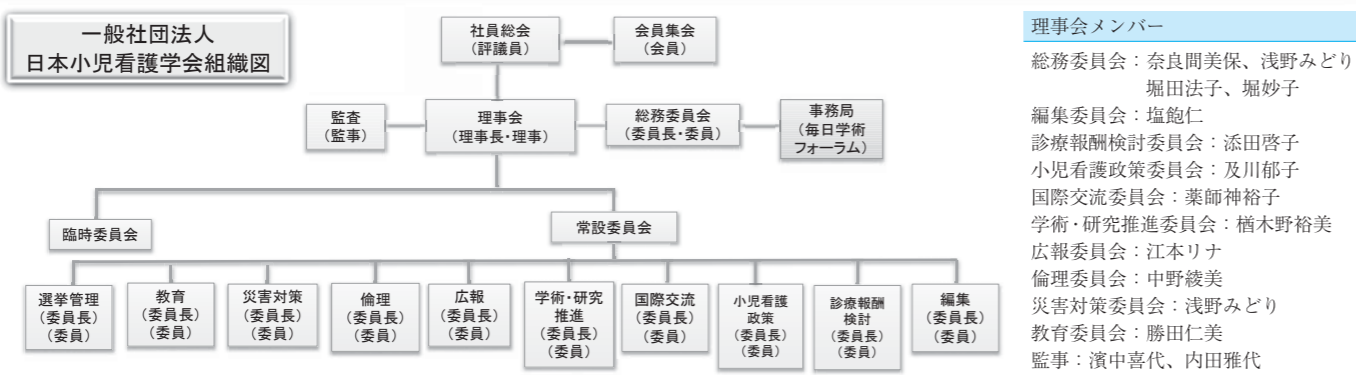 一般社団法人
日本小児看護学会組織図
社員総会
（評議員）
会員集会
（会員）
監査
（監事）
理事会
（理事長・理事）
総務委員会
（委員長・委員）
事務局
（毎日学術
フォーラム）
臨時委員会
常設委員会
選挙管理
（委員長）
（委員）
教育
（委員長）
（委員）
災害対策
（委員長）
（委員）
倫理
（委員長）
（委員）
広報
（委員長）
（委員）
学術・研究
推進
（委員長）
（委員）
国際交流
（委員長）
（委員）
小児看護
政策
（委員長）
（委員）
診療報酬
検討
（委員長）
（委員）
編集
（委員長）
（委員）
理事会メンバー
総務委員会：奈良間美保、浅野みどり
堀田法子、堀妙子
編集委員会：塩飽仁
診療報酬検討委員会：添田啓子
小児看護政策委員会：及川郁子
国際交流委員会：薬師神裕子
学術・研究推進委員会：楢木野裕美
広報委員会：江本リナ
倫理委員会：中野綾美
災害対策委員会：浅野みどり
教育委員会：勝田仁美
監事：濱中喜代、内田雅代